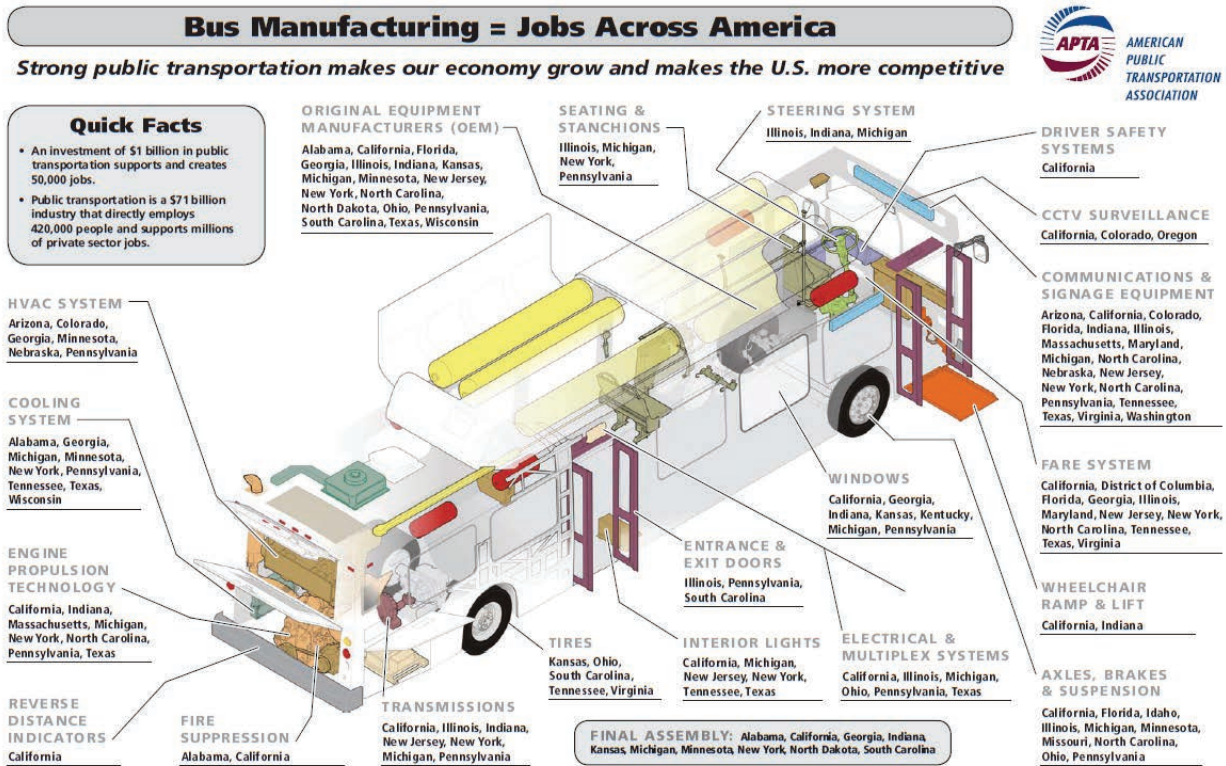 Bus Manufacturing = Jobs Across America
Strong public transportation makes our economy grow and makes the U.S. more competitive
APTA
AMERICAN
PUBLIC
TRANSPORTATION
ASSOCIATION
Quick Facts
• An investment of $1 billion in public
transportation supports and creates
50,000 jobs.
• Public transportation is a $71 billion
industry that directly employs
420,000 people and supports millions
of private sector jobs.
ORIGINAL EQUIPMENT
MANUFACTURERS (OEM)
Alabama, California, Florida,
Georgia, Illinois, Indiana, Kansas,
Michigan, Minnesota, New Jersey,
New York, North Carolina,
North Dakota, Ohio, Pennsylvania,
South Carolina, Texas, Wisconsin
SEATING &
STANCHIONS
Illinois, Michigan,
New York,
Pennsylvania
STEERING SYSTEM
Illinois, Indiana, Michigan
DRIVER SAFETY
SYSTEMS
California
CCTV SURVEILLANCE
California, Colorado, Oregon
COMMUNICATIONS &
SIGNAGE EQUIPMENT
Arizona, California, Colorado,
Florida, Indiana, Illinois,
Massachusetts, Maryland,
Michigan, North Carolina,
Nebraska, New Jersey,
New York, North Carolina,
Pennsylvania, Tennessee,
Texas, Virginia, Washington
HVAC SYSTEM
Arizona, Colorado,
Georgia, Minnesota,
Nebraska, Pennsylvania
COOLING
SYSTEM
Alabama, Georgia,
Michigan, Minnesota,
New York, Pennsylvania,
Tennessee, Texas,
Wisconsin
ENGINE
PROPULSION
TECHNOLOGY
California, Indiana,
Massachusetts, Michigan,
New York, North Carolina,
Pennsylvania, Texas
REVERSE
DISTANCE
INDICATORS
California
FIRE
SUPPRESSION
Alabama, California
TRANSMISSIONS
California, Illinois, Indiana,
New Jersey, New York,
Michigan, Pennsylvania
TIRES
Kansas, Ohio,
South Carolina,
Tennessee, Virginia
ENTRANCE &
EXIT DOORS
Illinois, Pennsylvania,
South Carolina
INTERIOR LIGHTS
California, Michigan,
New Jersey, New York,
Tennessee, Texas
WINDOWS
California, Georgia,
Indiana, Kansas, Kentucky,
Michigan, Pennsylvania
ELECTRICAL &
MULTIPLEX SYSTEMS
California, Illinois, Michigan,
Ohio, Pennsylvania, Texas
FARE SYSTEM
California, District of Columbia,
Florida, Georgia, Illinois,
Maryland, New Jersey, New York,
North Carolina, Tennessee,
Texas, Virginia
WHEELCHAIR
RAMP & LIFT
California, Indiana
AXLES, BRAKES
& SUSPENSION
California, Florida, Idaho,
Illinois, Michigan, Minnesota,
Missouri, North Carolina,
Ohio, Pennsylvania
FINAL ASSEMBLY: Alabama, California, Georgia, Indiana,
Kansas, Michigan, Minnesota, New York, North Dakota, South Carolina